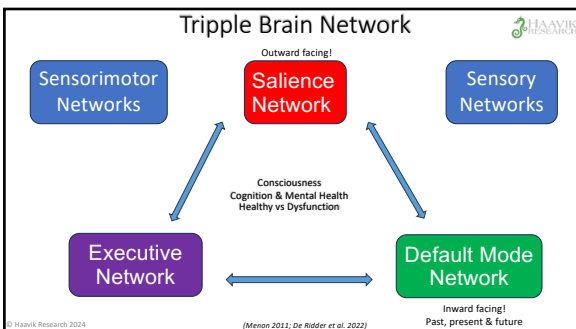 Tripple Brain Network
HAAVIK
RESEARCH
Outward facing!
Sensorimotor
Networks
Salience
Network
Sensory
Networks
Consciousness
Cognition & Mental Health
Healthy vs Dysfunction
Executive
Network
Default Mode
Network
Inward facing!
Past, present & future
© Haavik Research 2024
(Menon 2011; De Ridder et al. 2022)